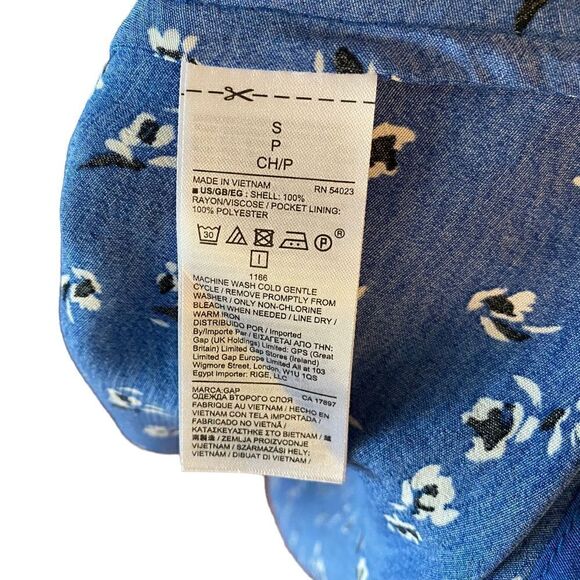 S
P
CH/P
MADE IN VIETNAM RN 54023
■ US/GB/EG : SHELL: 100%
RAYON/VISCOSE / POCKET LINING:
100% POLYESTER
30 P ®
I
1166
MACHINE WASH COLD GENTLE
CYCLE / REMOVE PROMPTLY FROM
WASHER / ONLY NON-CHLORINE
BLEACH WHEN NEEDED / LINE DRY /
WARM IRON
DISTRIBUIDO POR / Imported
By/Importe Par / ΕΙΣΑΓΕΤΑΙ ΑΠΟ ΤΗΝ:
Gap (UK Holdings) Limited: GPS (Great
Britain) Limited Gap Stores (Ireland)
Limited Gap Europe Limited All at 103
Wigmore Street, London, W1U 1QS
Egypt Importer: RIGE, LLC
MARCA:GAP CA 17897
ОДЕЖДА ВТОРОГО СЛОЯ
FABRIQUE AU VIETNAM / HECHO EN
VIETNAM CON TELA IMPORTADA /
FABRICADO NO VIETNÃ /
ΚΑΤΑΣΚΕΥΑΣΤΗΚΕ ΣΤΟ ΒΙΕΤΝΑΜ / 越
南製造 / ZEMLJA PROIZVODNJE
VIJETNAM / SZÁRMAZÁSI HELY:
VIETNÁM / DIBUAT DI VIETNAM /